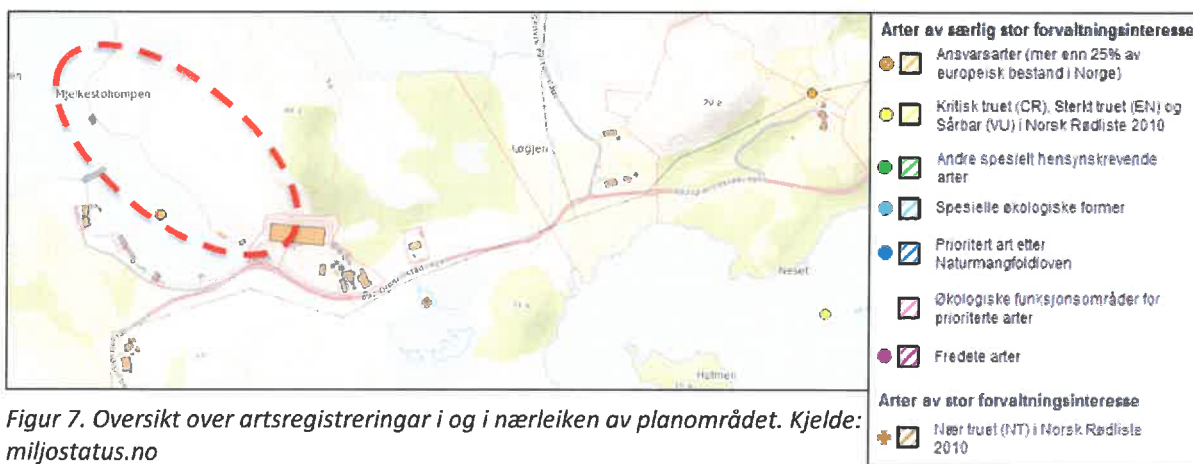 Mjelkestohompen
Løgjen
Neset
Holmen
Figur 7. Oversikt over artsregistreringar i og i nærleiken av planområdet. Kjelde:
miljostatus.no
Arter av særlig stor forvaltningsinteresse
Ansvarsarter (mer enn 25% av
europeisk bestand i Norge)
Kritisk truet (CR), Sterkt truet (EN) og
Sårbar (VU) i Norsk Rødliste 2010
Andre spesielt hensynskrevende
arter
Spesielle økologiske former
Prioritert art etter
Naturmangfoldloven
Økologiske funksjonsområder for
prioriterte arter
Fredete arter
Arter av stor forvaltningsinteresse
Nær truet (NT) i Norsk Rødliste
2010